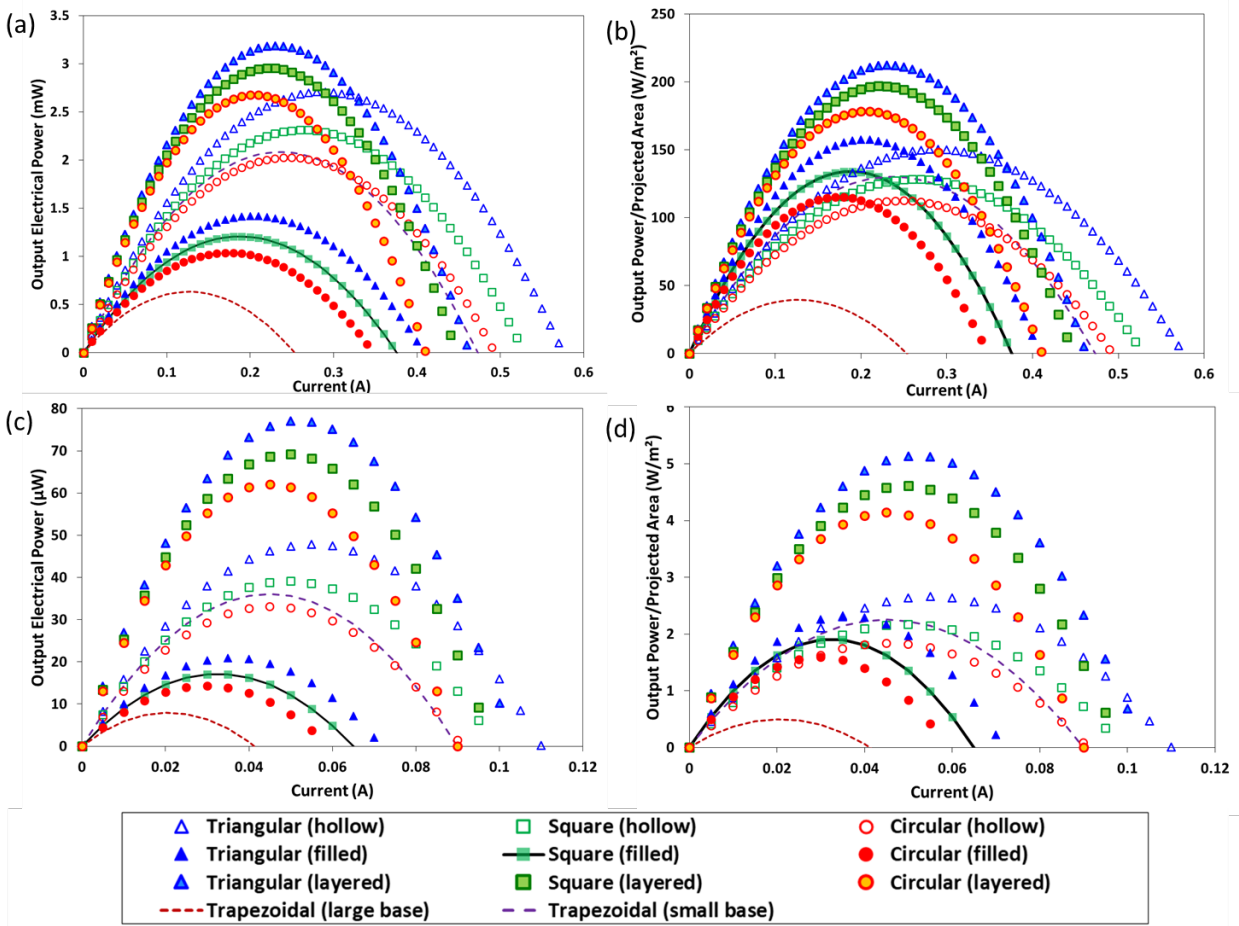 (a)
3.5
3
2.5
2
1.5
1
0.5
0
Output Electrical Power (mW)
0
0.1
0.2
0.3
0.4
0.5
0.6
Current (A)
(b)
250
200
150
100
50
0
Output Power/Projected Area (W/m²)
0
0.1
0.2
0.3
0.4
0.5
0.6
Current (A)
(c)
80
70
60
50
40
30
20
10
0
Output Electrical Power (µW)
0
0.02
0.04
0.06
0.08
0.1
0.12
Current (A)
(d)
6
5
4
3
2
1
0
Output Power/Projected Area (W/m²)
0
0.02
0.04
0.06
0.08
0.1
0.12
Current (A)
Triangular (hollow)
Square (hollow)
Circular (hollow)
Triangular (filled)
Square (filled)
Circular (filled)
Triangular (layered)
Square (layered)
Circular (layered)
Trapezoidal (large base)
Trapezoidal (small base)